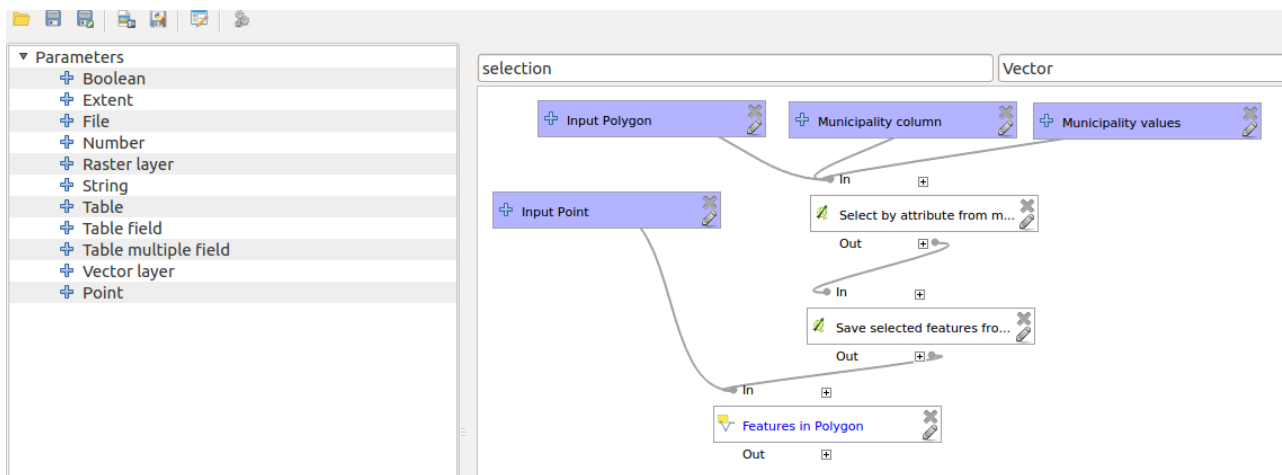 Parameters
Boolean
Extent
File
Number
Raster layer
String
Table
Table field
Table multiple field
Vector layer
Point
selection
Vector
Input Polygon
Municipality column
Municipality values
In
Input Point
Select by attribute from m...
Out
In
Save selected features fro...
Out
In
Features in Polygon
Out